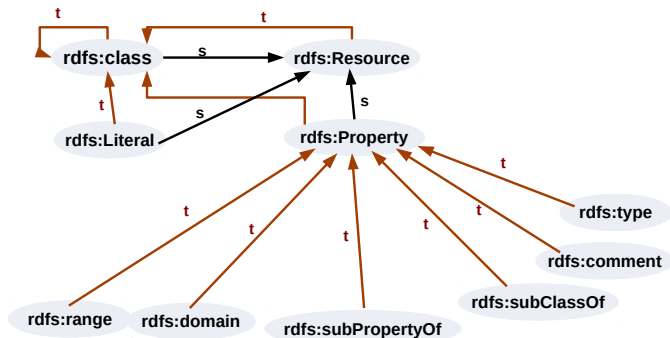 t
t
rdfs:class
s
rdfs:Resource
t
s
s
rdfs:Literal
rdfs:Property
t
t
t
t
t
t
rdfs:type
rdfs:comment
rdfs:subClassOf
rdfs:range
rdfs:domain
rdfs:subPropertyOf